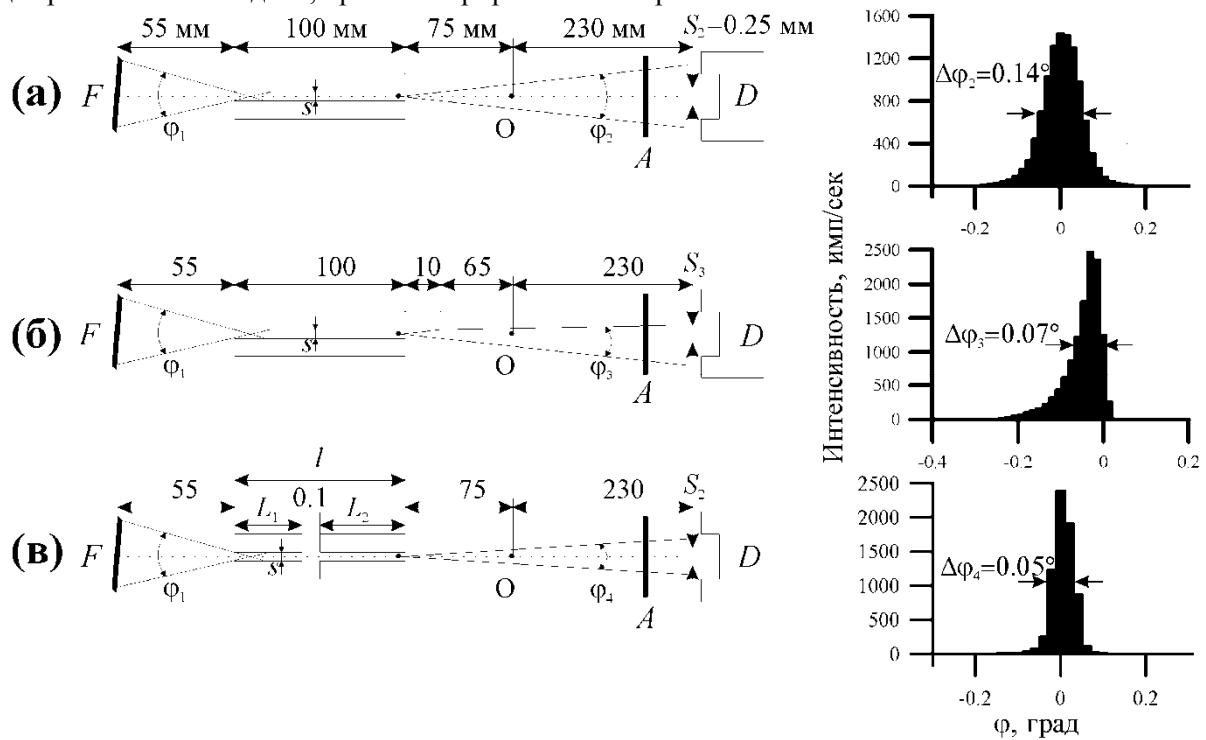 55 мм 100 мм 75 мм 230 мм S₂−0.25 мм
(а) F φ₁ s O φ₂ A D
1600
1200
800
400
0
Δφ₂=0.14°
-0.2 0 0.2
55 100 10 65 230 S₃
(б) F φ₁ s O φ₃ A D
Интенсивность, имп/сек
2500
2000
1500
1000
500
0
Δφ₃=0.07°
-0.4 -0.2 0 0.2
l
55 0.1 75 230 S₂
L₁ L₂
(в) F φ₁ s O φ₄ A D
2500
2000
1500
1000
500
0
Δφ₄=0.05°
-0.2 0 0.2
φ, град